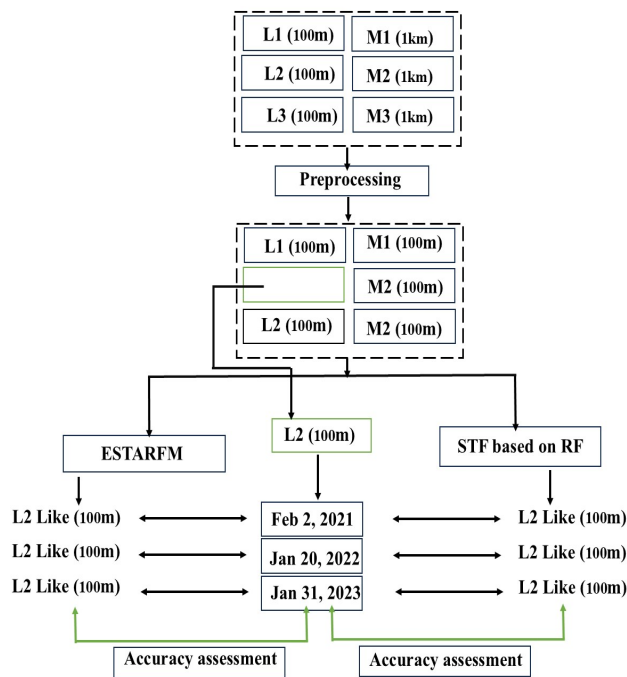 L1 (100m) M1 (1km)
L2 (100m) M2 (1km)
L3 (100m) M3 (1km)
Preprocessing
L1 (100m) M1 (100m)
M2 (100m)
L2 (100m) M2 (100m)
L2 (100m)
ESTARFM
STF based on RF
L2 Like (100m) Feb 2, 2021 L2 Like (100m)
L2 Like (100m) Jan 20, 2022 L2 Like (100m)
L2 Like (100m) Jan 31, 2023 L2 Like (100m)
Accuracy assessment Accuracy assessment